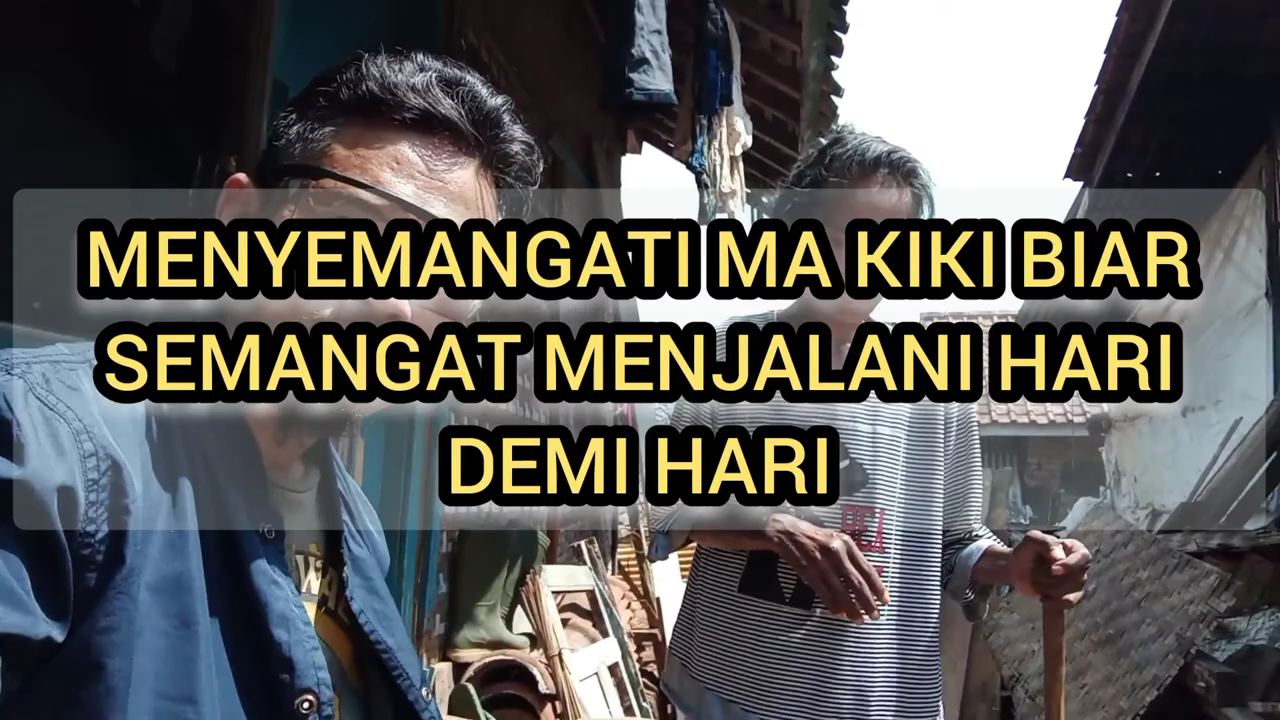 MENYEMANGATI MA KIKI BIAR
SEMANGAT MENJALANI HARI
DEMI HARI